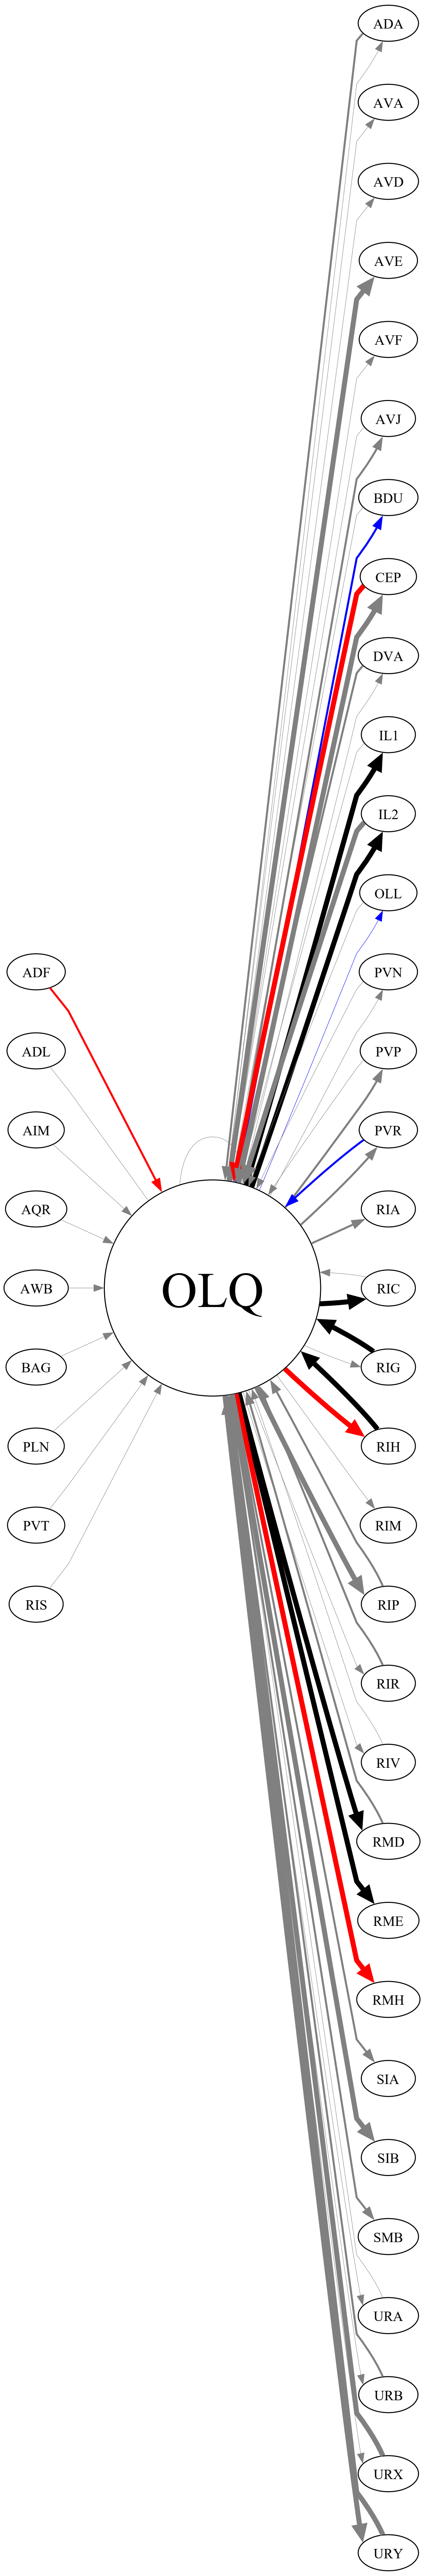 ADA
AVA
AVD
AVE
AVF
AVJ
BDU
CEP
DVA
IL1
IL2
OLL
ADF
PVN
ADL
PVP
AIM
PVR
AQR
RIA
AWB
OLQ
RIC
BAG
RIG
PLN
RIH
PVT
RIM
RIS
RIP
RIR
RIV
RMD
RME
RMH
SIA
SIB
SMB
URA
URB
URX
URY